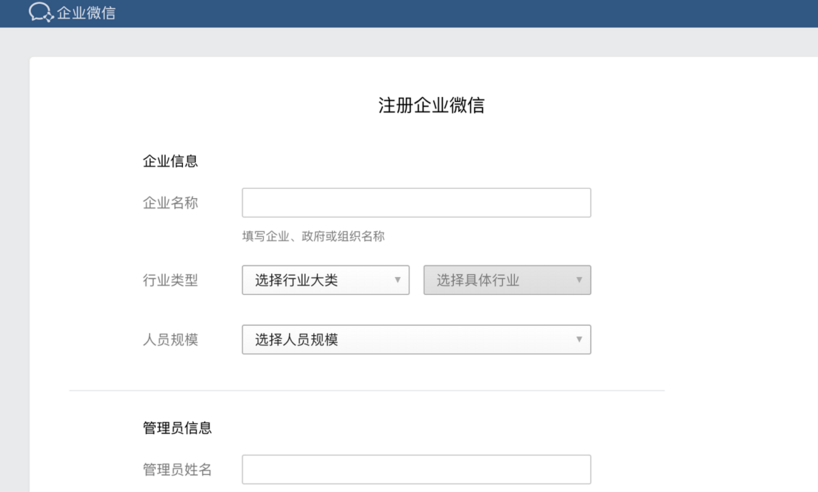 企业微信
注册企业微信
企业信息
企业名称
填写企业、政府或组织名称
行业类型 选择行业大类 选择具体行业
人员规模 选择人员规模
管理员信息
管理员姓名